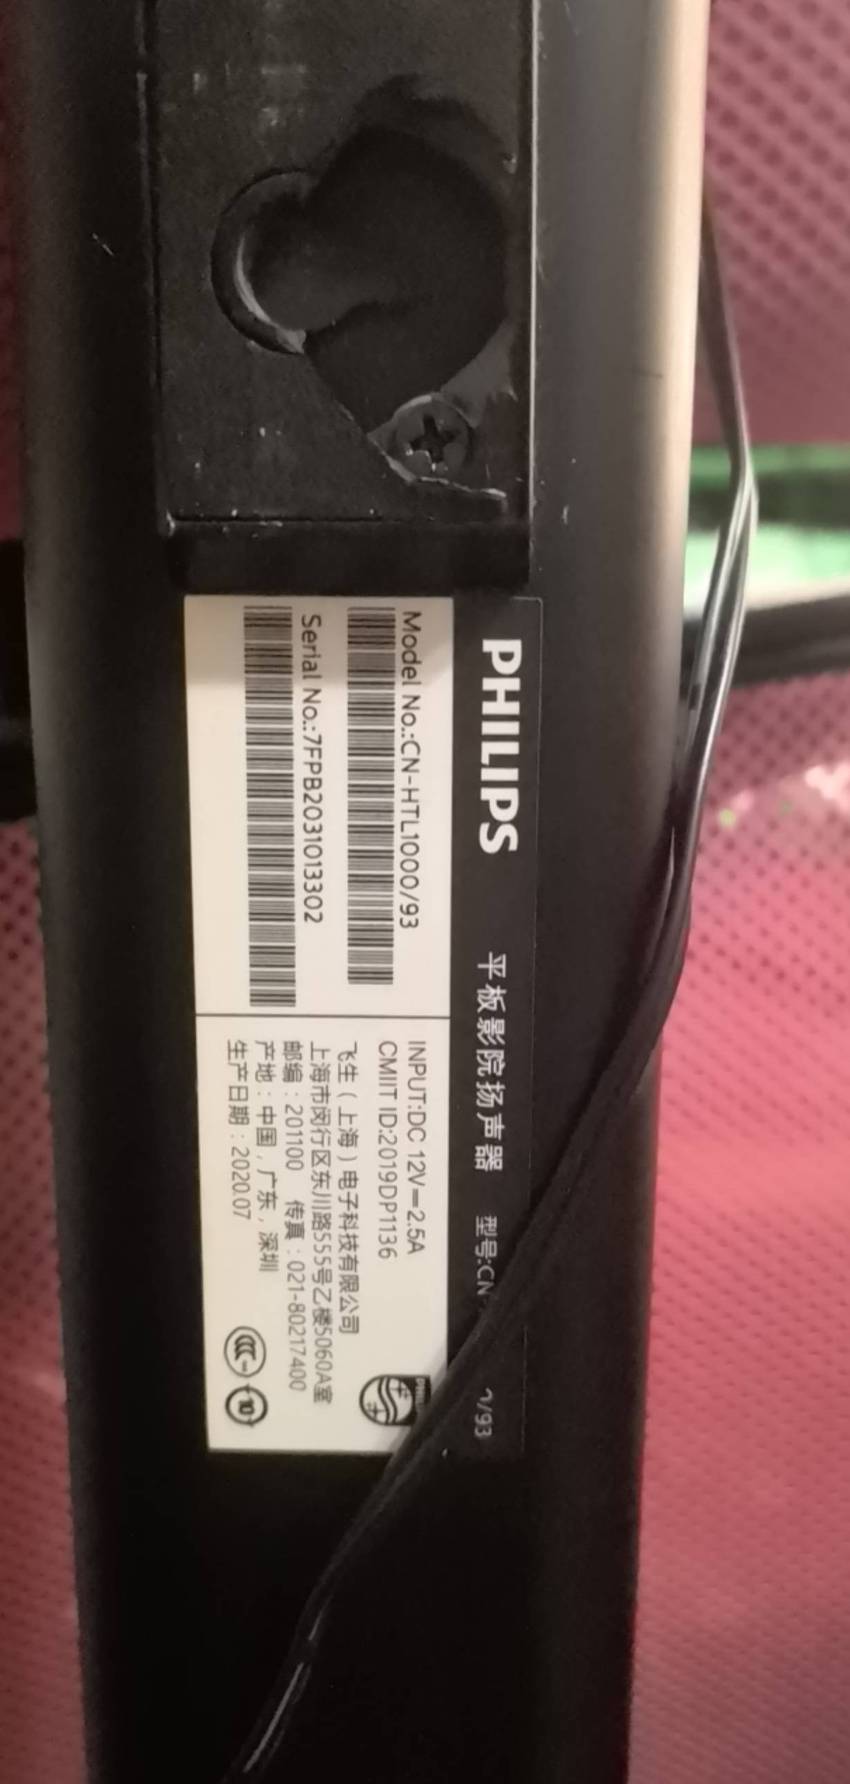 PHILIPS 平板影院扬声器 型号:CN /93
Model No.:CN-HTL1000/93
Serial No.:7FPB2031013302
INPUT:DC 12V⎓2.5A
CMIIT ID:2019DP1136
飞生（上海）电子科技有限公司
上海市闵行区东川路555号乙楼5060A室
邮编：201100 传真：021-80217400
产地：中国，广东，深圳
生产日期：2020.07
10